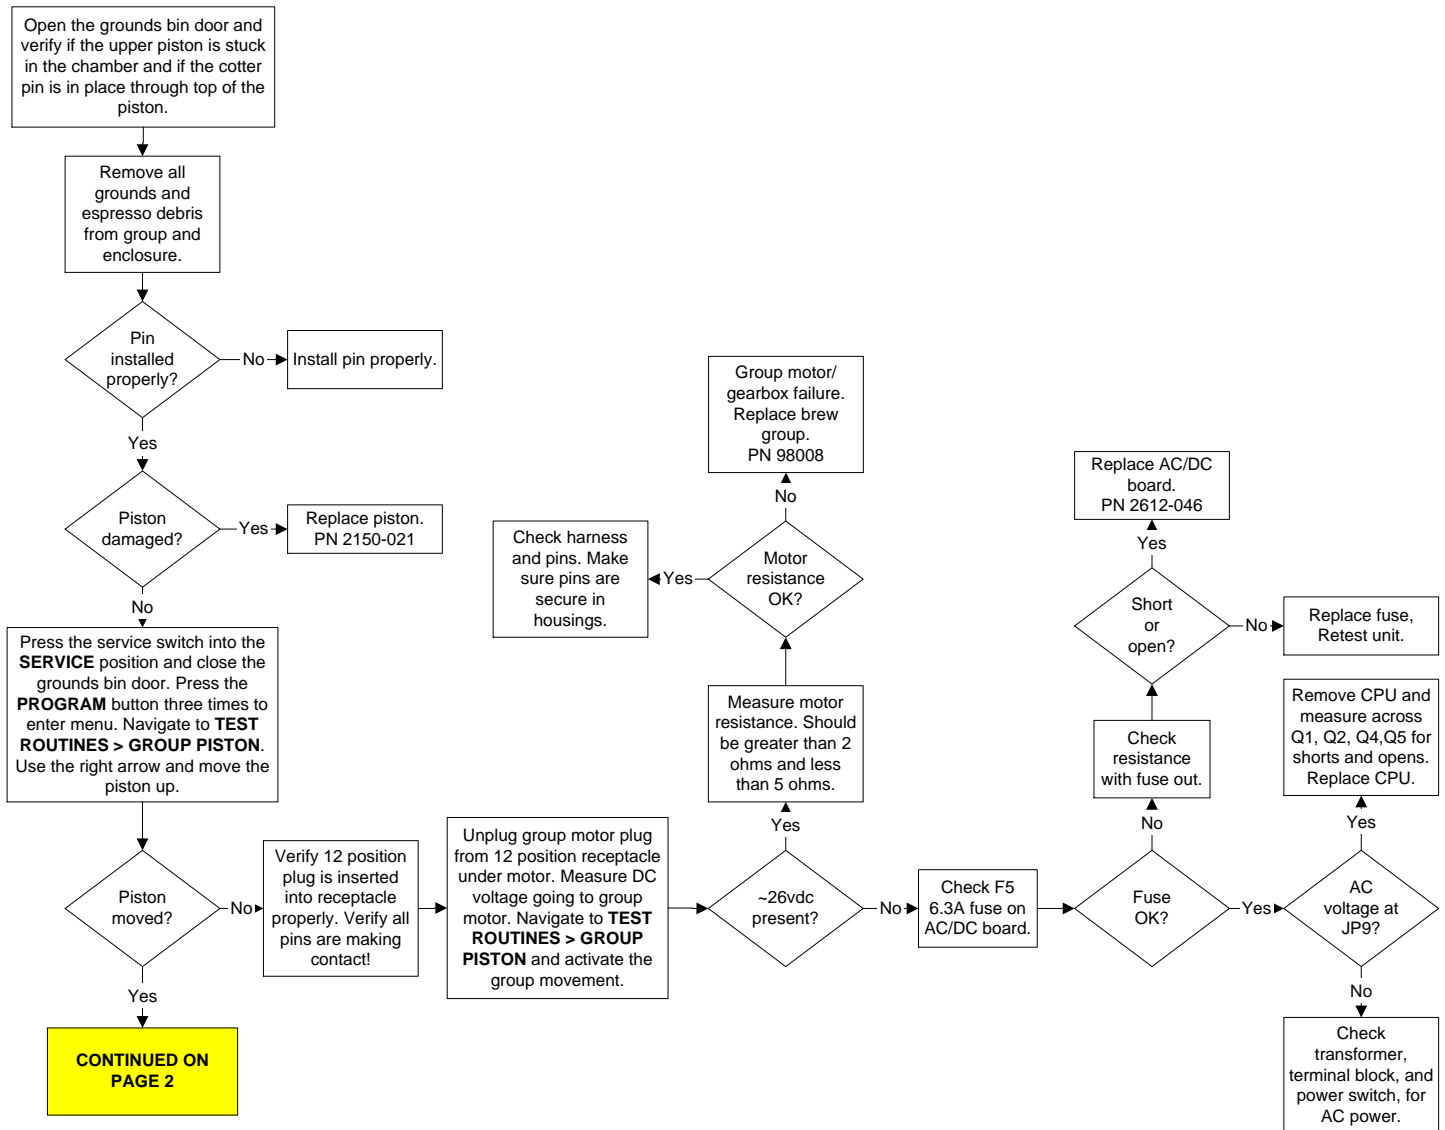 Open the grounds bin door and
verify if the upper piston is stuck
in the chamber and if the cotter
pin is in place through top of the
piston.
Remove all
grounds and
espresso debris
from group and
enclosure.
Pin
installed
properly?
No
Install pin properly.
Yes
Piston
damaged?
Yes
Replace piston.
PN 2150-021
No
Press the service switch into the
SERVICE position and close the
grounds bin door. Press the
PROGRAM button three times to
enter menu. Navigate to TEST
ROUTINES > GROUP PISTON.
Use the right arrow and move the
piston up.
Piston
moved?
Yes
CONTINUED ON
PAGE 2
No
Verify 12 position
plug is inserted
into receptacle
properly. Verify all
pins are making
contact!
Unplug group motor plug
from 12 position receptacle
under motor. Measure DC
voltage going to group
motor. Navigate to TEST
ROUTINES > GROUP
PISTON and activate the
group movement.
~26vdc
present?
Yes
Measure motor
resistance. Should
be greater than 2
ohms and less
than 5 ohms.
Motor
resistance
OK?
Yes
Check harness
and pins. Make
sure pins are
secure in
housings.
No
Group motor/
gearbox failure.
Replace brew
group.
PN 98008
No
Check F5
6.3A fuse on
AC/DC board.
Fuse
OK?
No
Check
resistance
with fuse out.
Short
or
open?
Yes
Replace AC/DC
board.
PN 2612-046
No
Replace fuse,
Retest unit.
Yes
AC
voltage at
JP9?
Yes
Remove CPU and
measure across
Q1, Q2, Q4,Q5 for
shorts and opens.
Replace CPU.
No
Check
transformer,
terminal block, and
power switch, for
AC power.